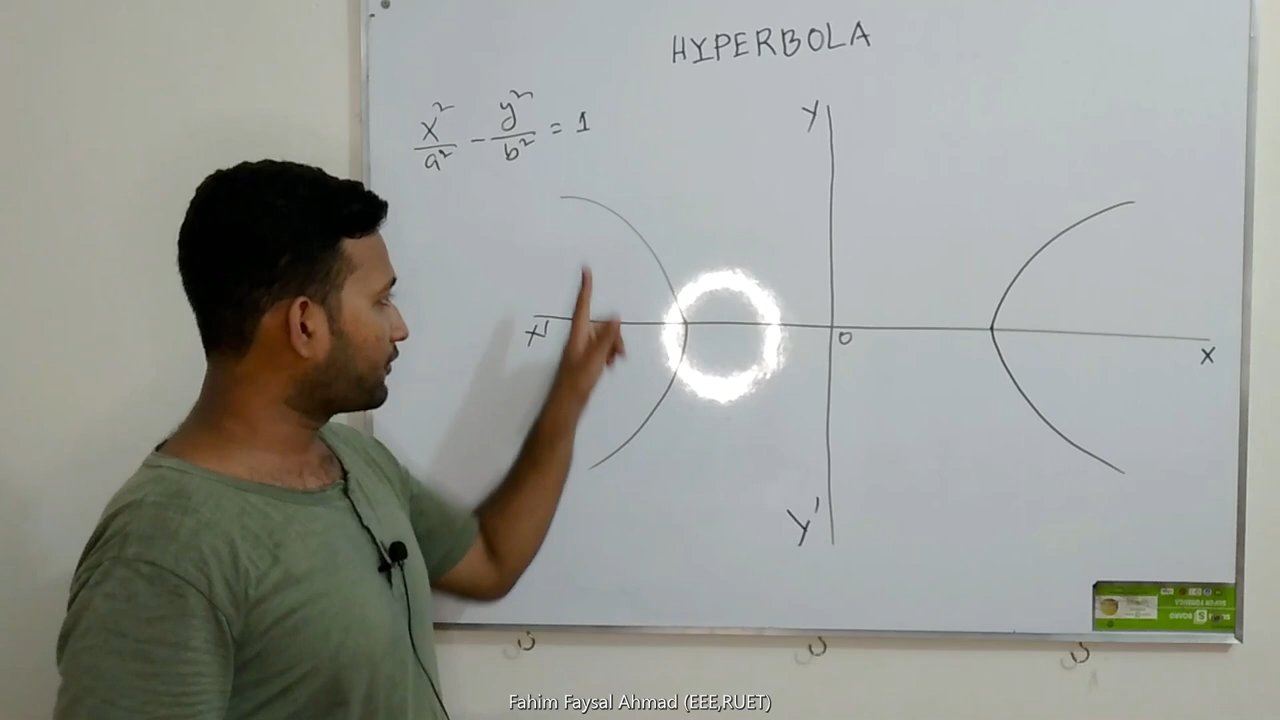 HYPERBOLA
x²/a² - y²/b² = 1
Y
X'
O
X
Y'
Fahim Faysal Ahmad (EEE,RUET)